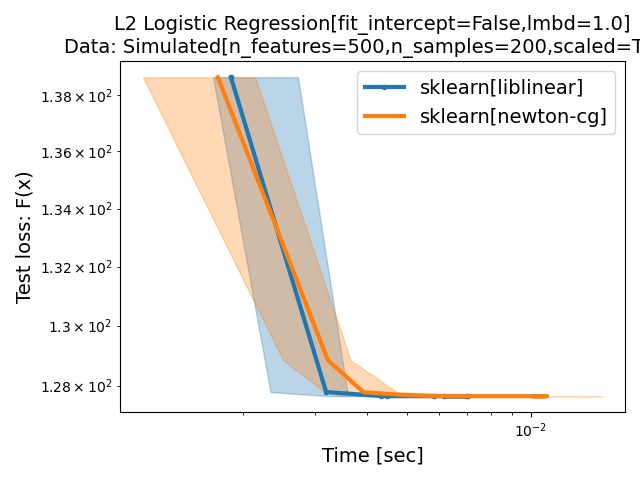 L2 Logistic Regression[fit_intercept=False,lmbd=1.0]
Data: Simulated[n_features=500,n_samples=200,scaled=T
sklearn[liblinear]
sklearn[newton-cg]
1.38 × 10²
1.36 × 10²
1.34 × 10²
1.32 × 10²
1.3 × 10²
1.28 × 10²
Test loss: F(x)
10⁻²
Time [sec]